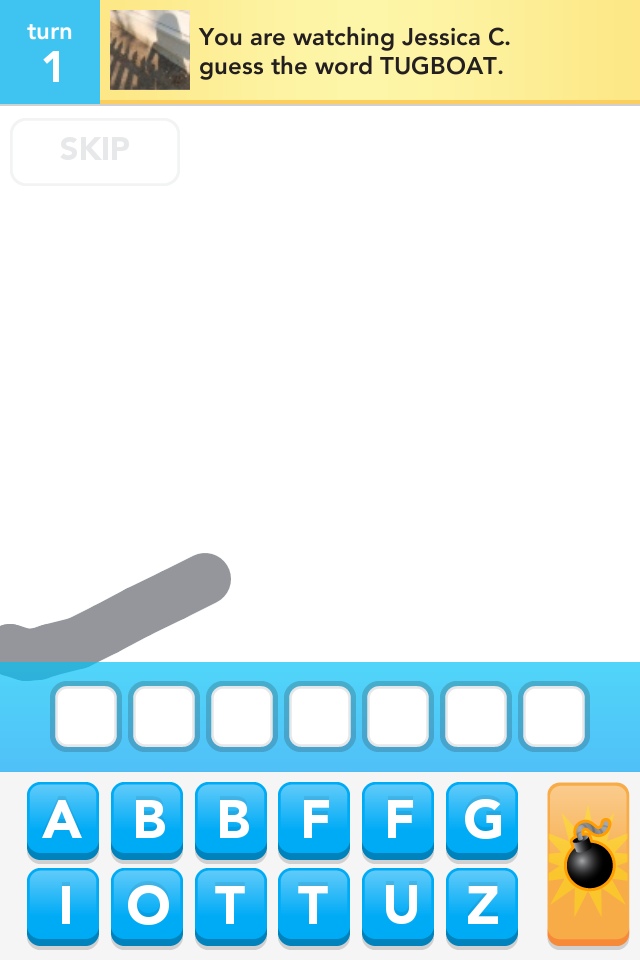 turn
1
You are watching Jessica C.
guess the word TUGBOAT.
SKIP
A B B F F G
I O T T U Z